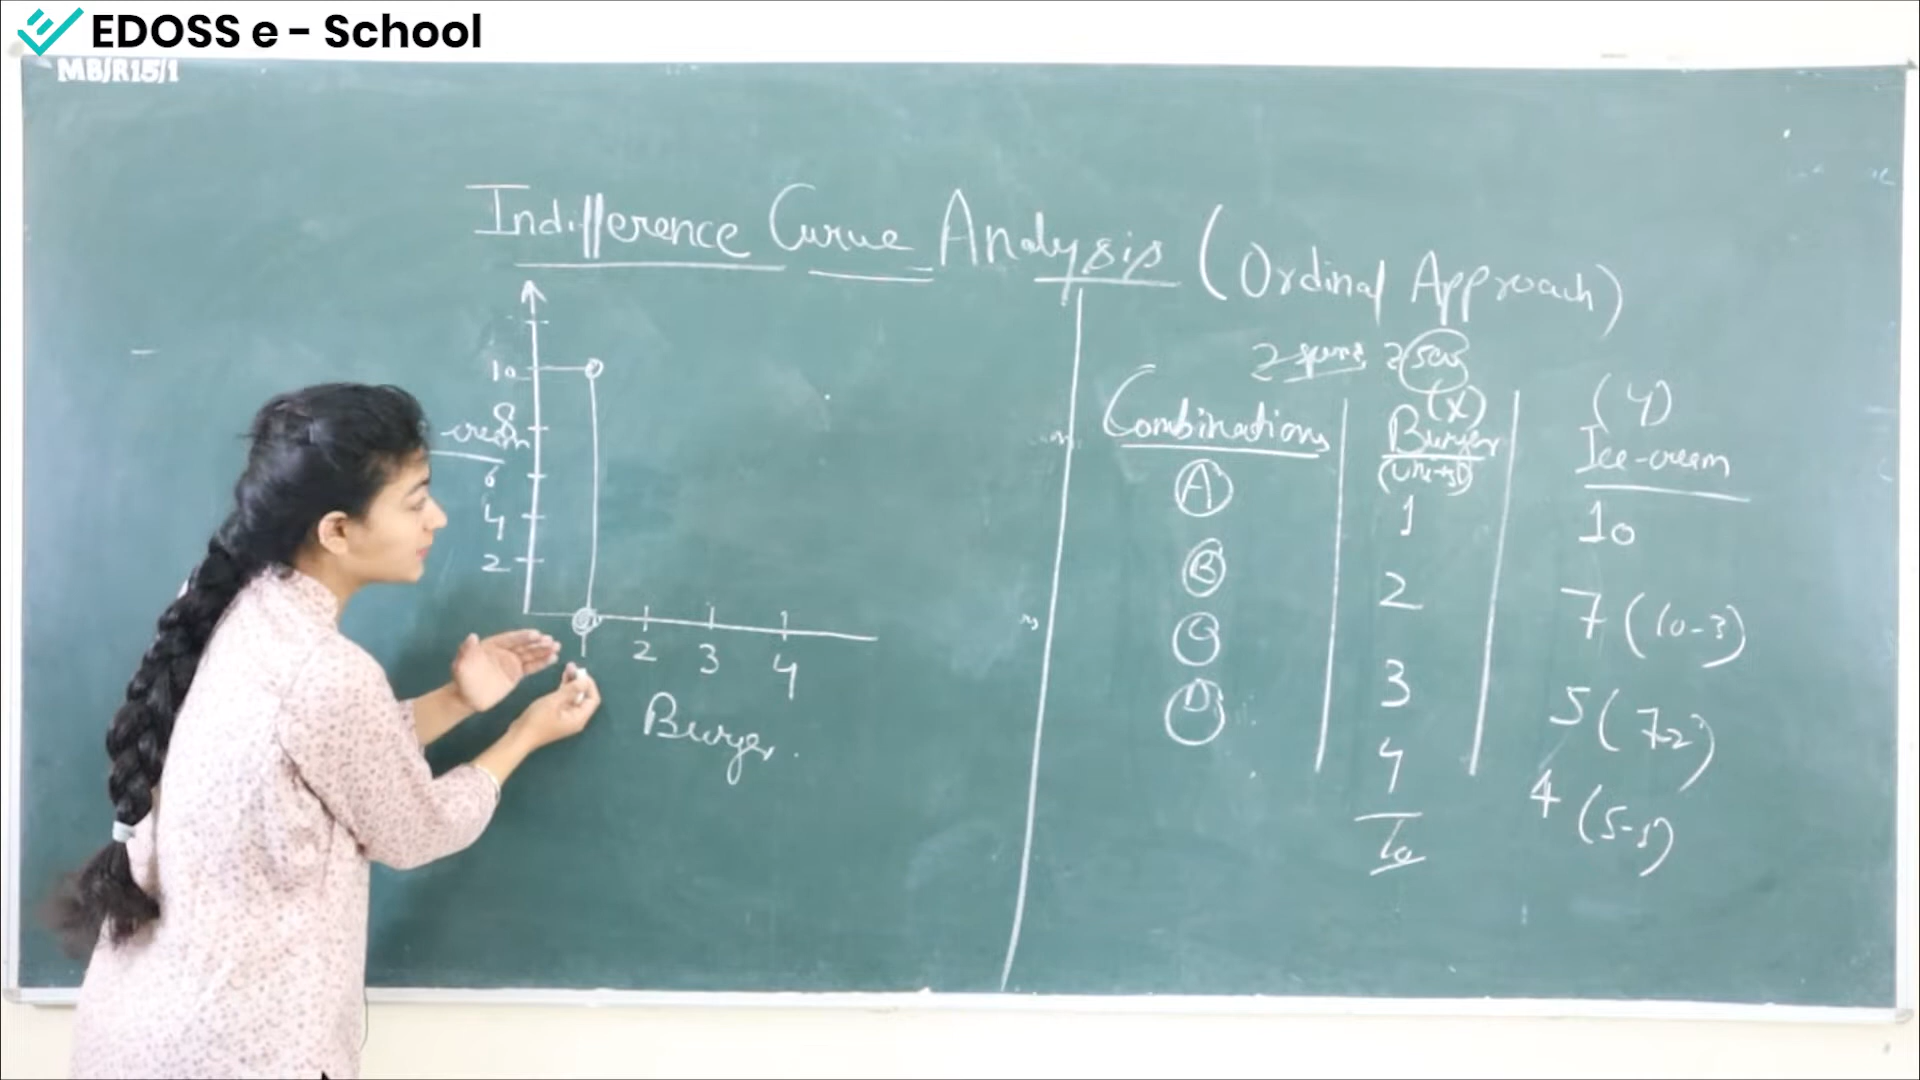 EDOSS e - School
MB/R15/1
Indifference Curve Analysis (Ordinal Approach)
10
8
cream
6
4
2
1 2 3 4
Burger.
2
Combinations (X) Burger (Y) Ice-cream
A 1 10
B 2 7 (10-3)
C 3 5 (7-2)
D 4 4 (5-1)
10